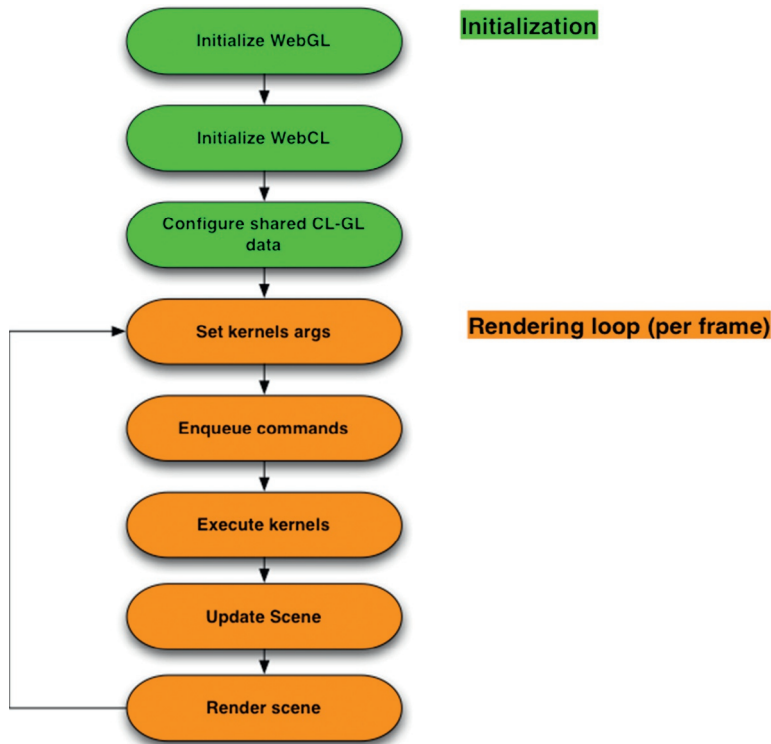 Initialize WebGL
Initialization
Initialize WebCL
Configure shared CL-GL
data
Set kernels args
Rendering loop (per frame)
Enqueue commands
Execute kernels
Update Scene
Render scene